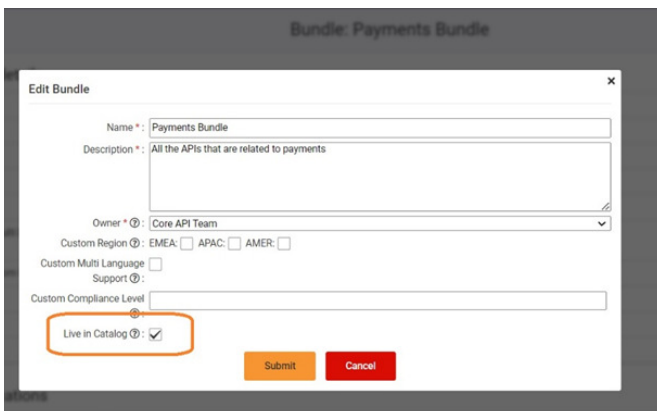 Bundle: Payments Bundle
Edit Bundle
×
Name * : Payments Bundle
Description * : All the APIs that are related to payments
Owner * ? : Core API Team
Custom Region ? : EMEA: APAC: AMER:
Custom Multi Language
Support ? :
Custom Compliance Level
? :
Live in Catalog ? :
Submit Cancel
ations